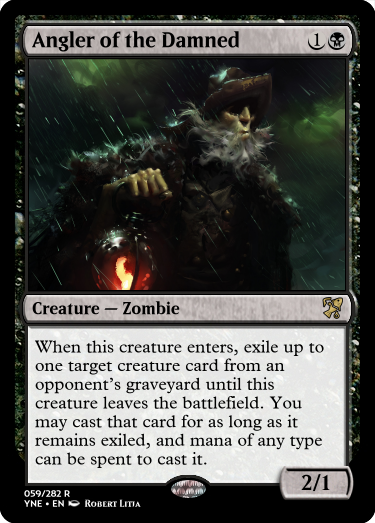 Angler of the Damned 1
Creature — Zombie
When this creature enters, exile up to
one target creature card from an
opponent's graveyard until this
creature leaves the battlefield. You
may cast that card for as long as it
remains exiled, and mana of any type
can be spent to cast it.
2/1
059/282 R
YNE • EN Robert Litia